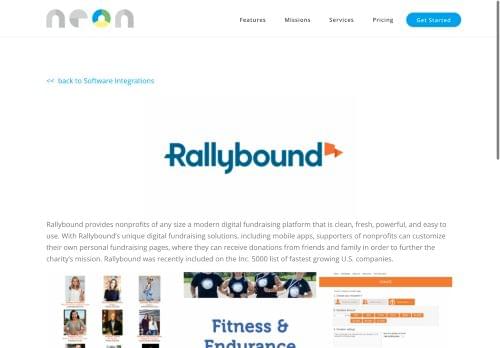 neon
Features
Missions
Services
Pricing
Get Started
<< back to Software Integrations
Rallybound
Rallybound provides nonprofits of any size a modern digital fundraising platform that is clean, fresh, powerful, and easy to
use. With Rallybound's unique digital fundraising solutions, including mobile apps, supporters of nonprofits can customize
their own personal fundraising pages, where they can receive donations from friends and family in order to further the
charity's mission. Rallybound was recently included on the Inc. 5000 list of fastest growing U.S. companies.
Fitness &
Endurance